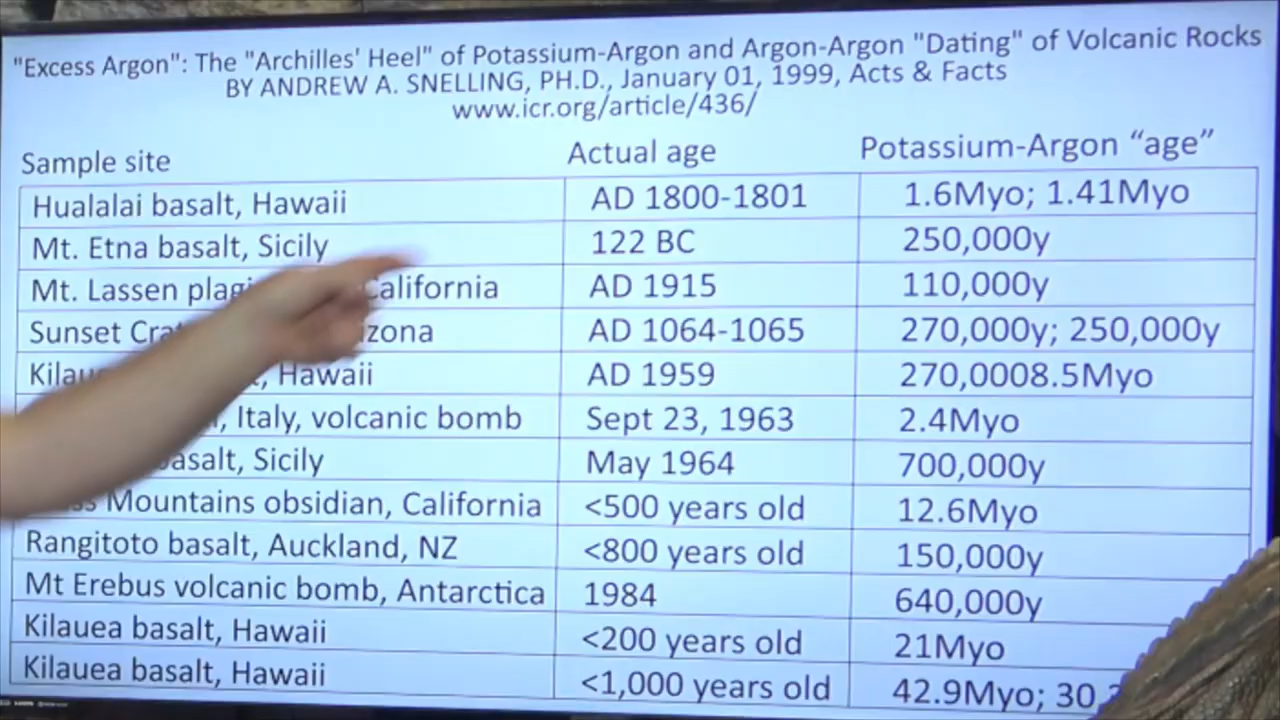 "Excess Argon": The "Archilles' Heel" of Potassium-Argon and Argon-Argon "Dating" of Volcanic Rocks
BY ANDREW A. SNELLING, PH.D., January 01, 1999, Acts & Facts
www.icr.org/article/436/
Sample site Actual age Potassium-Argon “age”
Hualalai basalt, Hawaii AD 1800-1801 1.6Myo; 1.41Myo
Mt. Etna basalt, Sicily 122 BC 250,000y
Mt. Lassen California AD 1915 110,000y
Sunset AD 1064-1065 270,000y; 250,000y
Hawaii AD 1959 270,0008.5Myo
Italy, volcanic bomb Sept 23, 1963 2.4Myo
Sicily May 1964 700,000y
Mountains obsidian, California <500 years old 12.6Myo
Rangitoto basalt, Auckland, NZ <800 years old 150,000y
Mt Erebus volcanic bomb, Antarctica 1984 640,000y
Kilauea basalt, Hawaii <200 years old 21Myo
Kilauea basalt, Hawaii <1,000 years old 42.9Myo;